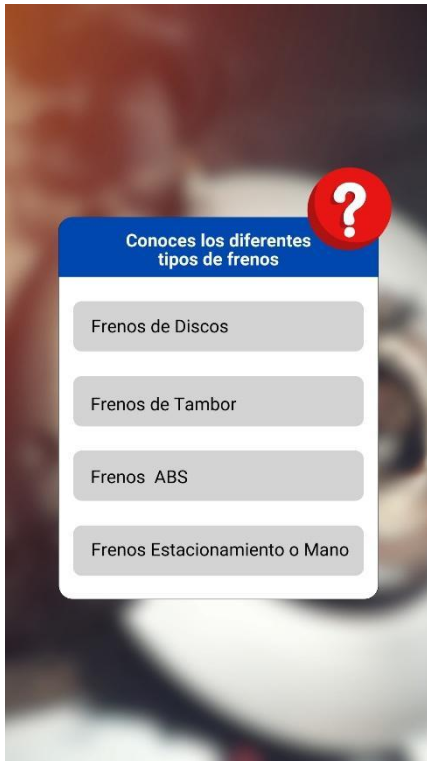 ?
Conoces los diferentes
tipos de frenos
Frenos de Discos
Frenos de Tambor
Frenos ABS
Frenos Estacionamiento o Mano